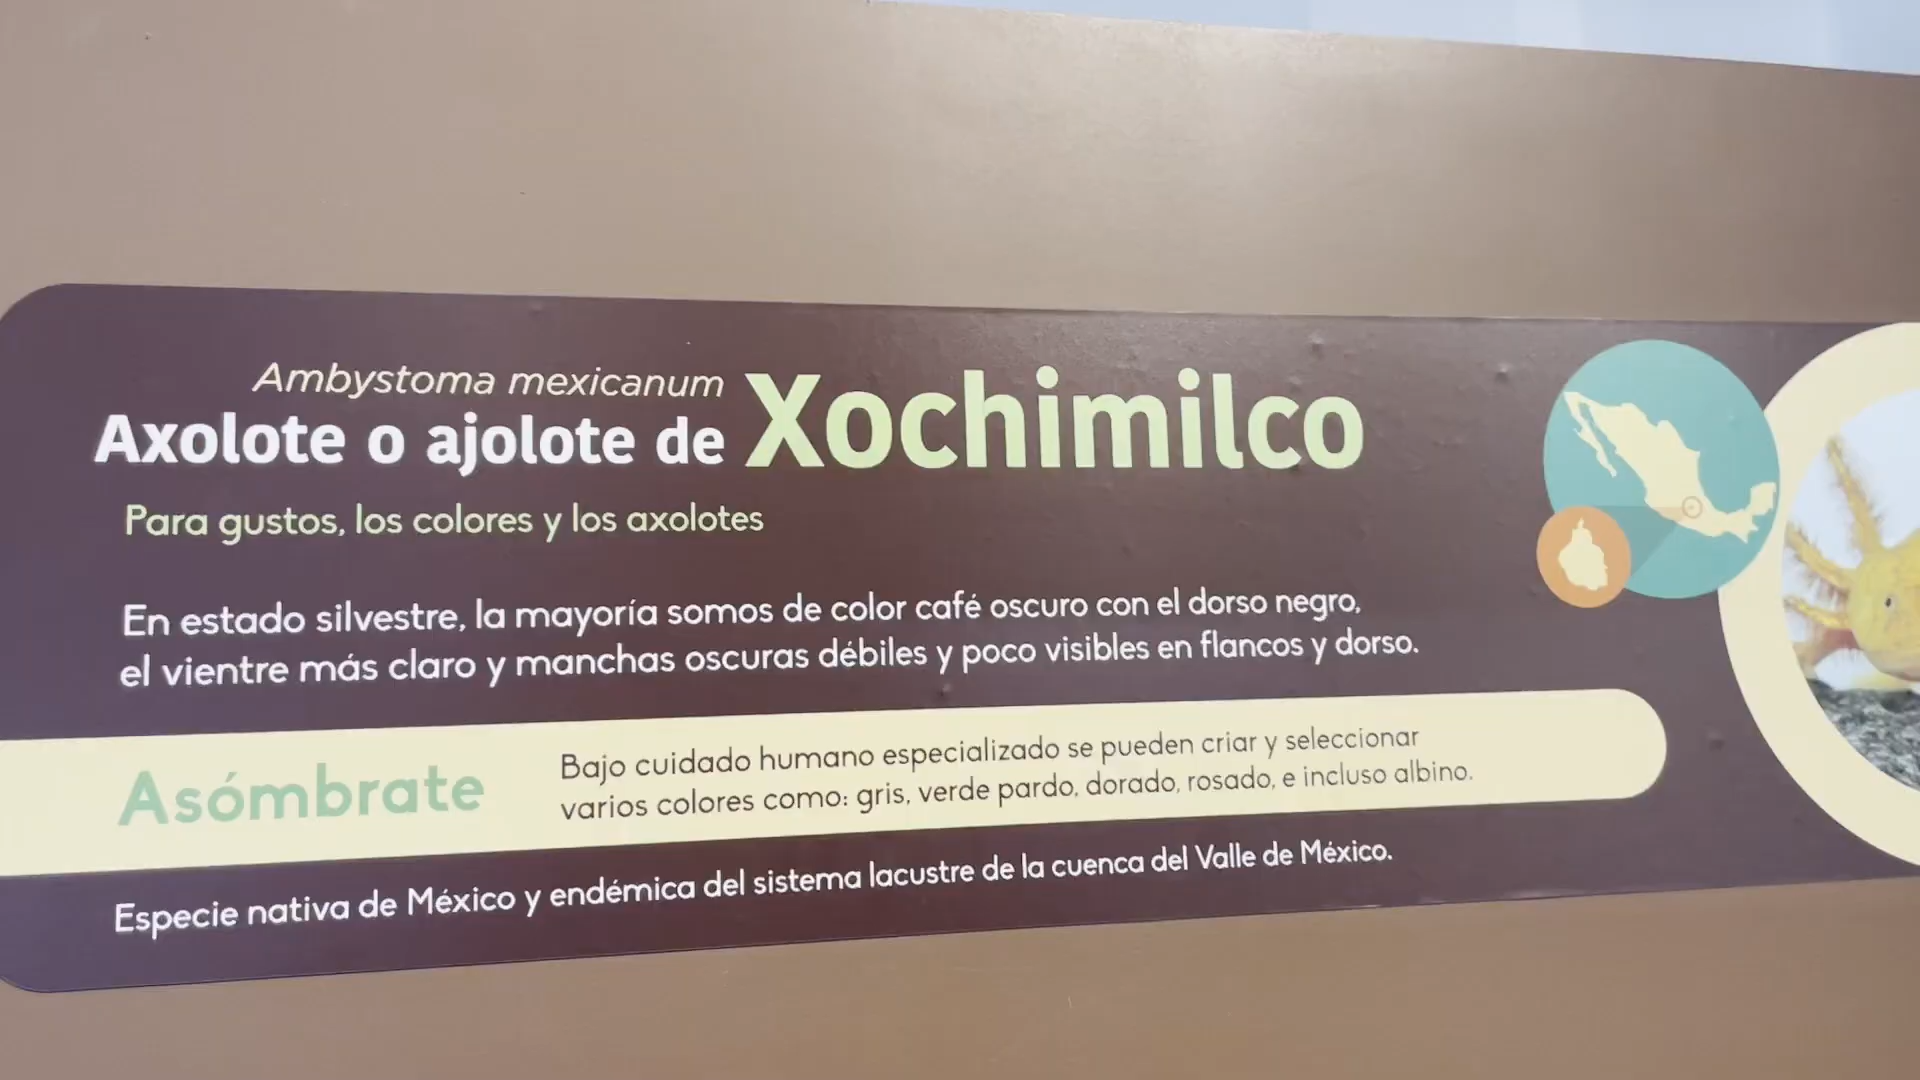 Ambystoma mexicanum
Axolote o ajolote de Xochimilco
Para gustos, los colores y los axolotes
En estado silvestre, la mayoría somos de color café oscuro con el dorso negro,
el vientre más claro y manchas oscuras débiles y poco visibles en flancos y dorso.
Asómbrate
Bajo cuidado humano especializado se pueden criar y seleccionar
varios colores como: gris, verde pardo, dorado, rosado, e incluso albino.
Especie nativa de México y endémica del sistema lacustre de la cuenca del Valle de México.